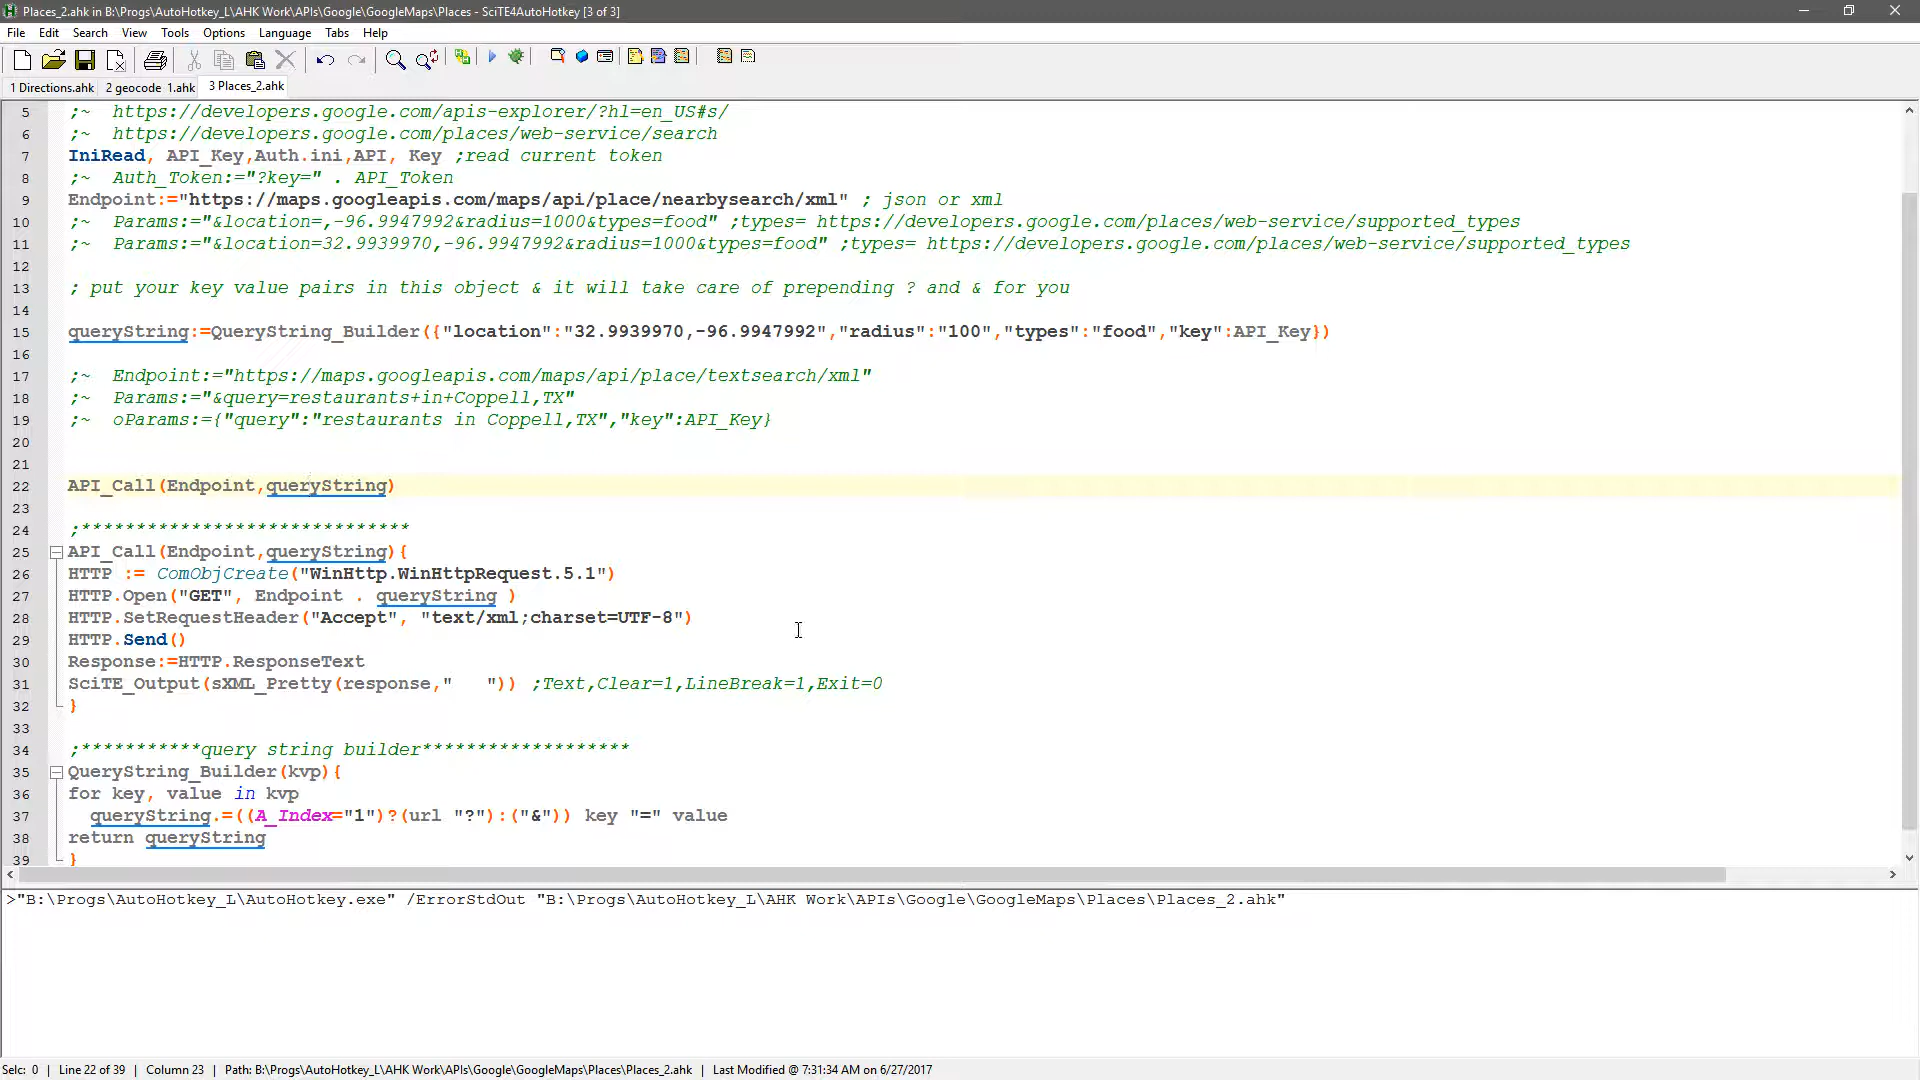 Places_2.ahk in B:\Progs\AutoHotkey_L\AHK Work\APIs\Google\GoogleMaps\Places - SciTE4AutoHotkey [3 of 3]
File Edit Search View Tools Options Language Tabs Help
1 Directions.ahk 2 geocode 1.ahk 3 Places_2.ahk
5 ;~ https://developers.google.com/apis-explorer/?hl=en_US#s/
6 ;~ https://developers.google.com/places/web-service/search
7 IniRead, API_Key,Auth.ini,API, Key ;read current token
8 ;~ Auth_Token:="?key=" . API_Token
9 Endpoint:="https://maps.googleapis.com/maps/api/place/nearbysearch/xml" ; json or xml
10 ;~ Params:="&location=,-96.9947992&radius=1000&types=food" ;types= https://developers.google.com/places/web-service/supported_types
11 ;~ Params:="&location=32.9939970,-96.9947992&radius=1000&types=food" ;types= https://developers.google.com/places/web-service/supported_types
12
13 ; put your key value pairs in this object & it will take care of prepending ? and & for you
14
15 queryString:=QueryString_Builder({"location":"32.9939970,-96.9947992","radius":"100","types":"food","key":API_Key})
16
17 ;~ Endpoint:="https://maps.googleapis.com/maps/api/place/textsearch/xml"
18 ;~ Params:="&query=restaurants+in+Coppell,TX"
19 ;~ oParams:={"query":"restaurants in Coppell,TX","key":API_Key}
20
21
22 API_Call(Endpoint,queryString)
23
24 ;******************************
25 API_Call(Endpoint,queryString){
26 HTTP := ComObjCreate("WinHttp.WinHttpRequest.5.1")
27 HTTP.Open("GET", Endpoint . queryString )
28 HTTP.SetRequestHeader("Accept", "text/xml;charset=UTF-8")
29 HTTP.Send()
30 Response:=HTTP.ResponseText
31 SciTE_Output(sXML_Pretty(response,"   ")) ;Text,Clear=1,LineBreak=1,Exit=0
32 }
33
34 ;***********query string builder*******************
35 QueryString_Builder(kvp){
36 for key, value in kvp
37 queryString.=((A_Index="1")?(url "?"):("&")) key "=" value
38 return queryString
39 }
>"B:\Progs\AutoHotkey_L\AutoHotkey.exe" /ErrorStdOut "B:\Progs\AutoHotkey_L\AHK Work\APIs\Google\GoogleMaps\Places\Places_2.ahk"
Selc: 0 | Line 22 of 39 | Column 23 | Path: B:\Progs\AutoHotkey_L\AHK Work\APIs\Google\GoogleMaps\Places\Places_2.ahk | Last Modified @ 7:31:34 AM on 6/27/2017